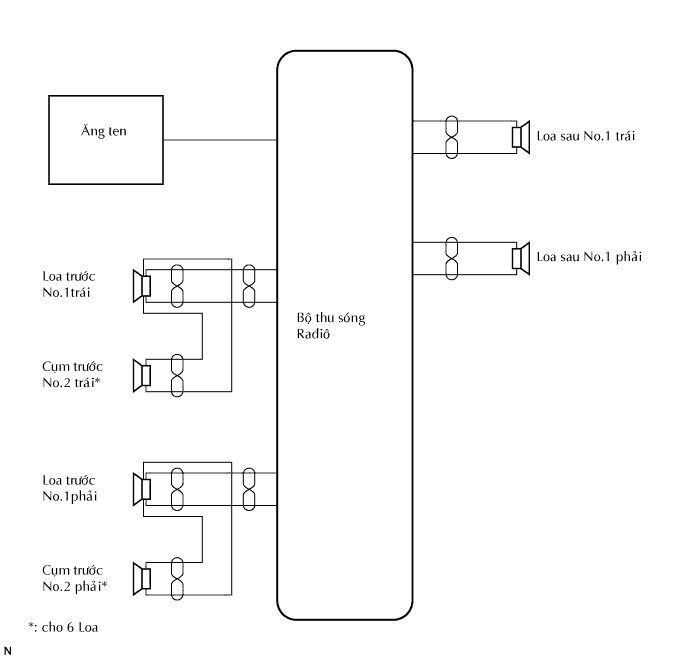 Ăng ten
Loa sau No.1 trái
Loa sau No.1 phải
Loa trước
No.1trái
Bộ thu sóng
Rađiô
Cụm trước
No.2 trái*
Loa trước
No.1phải
Cụm trước
No.2 phải*
*: cho 6 Loa
N